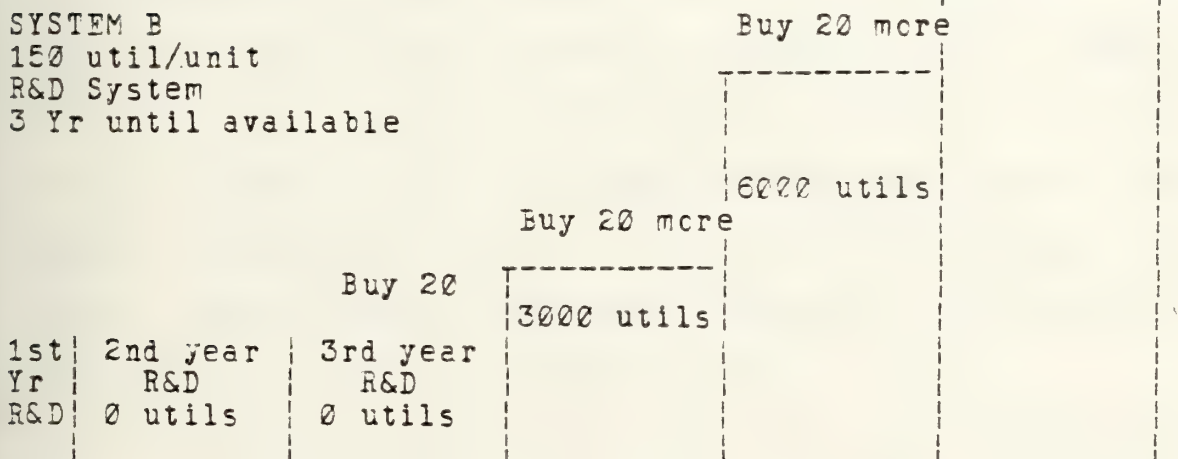 SYSTEM B
150 util/unit
R&D System
3 Yr until available
Buy 20 more
6000 utils
Buy 20 more
Buy 20
3000 utils
1st 2nd year 3rd year
Yr R&D R&D
R&D 0 utils 0 utils